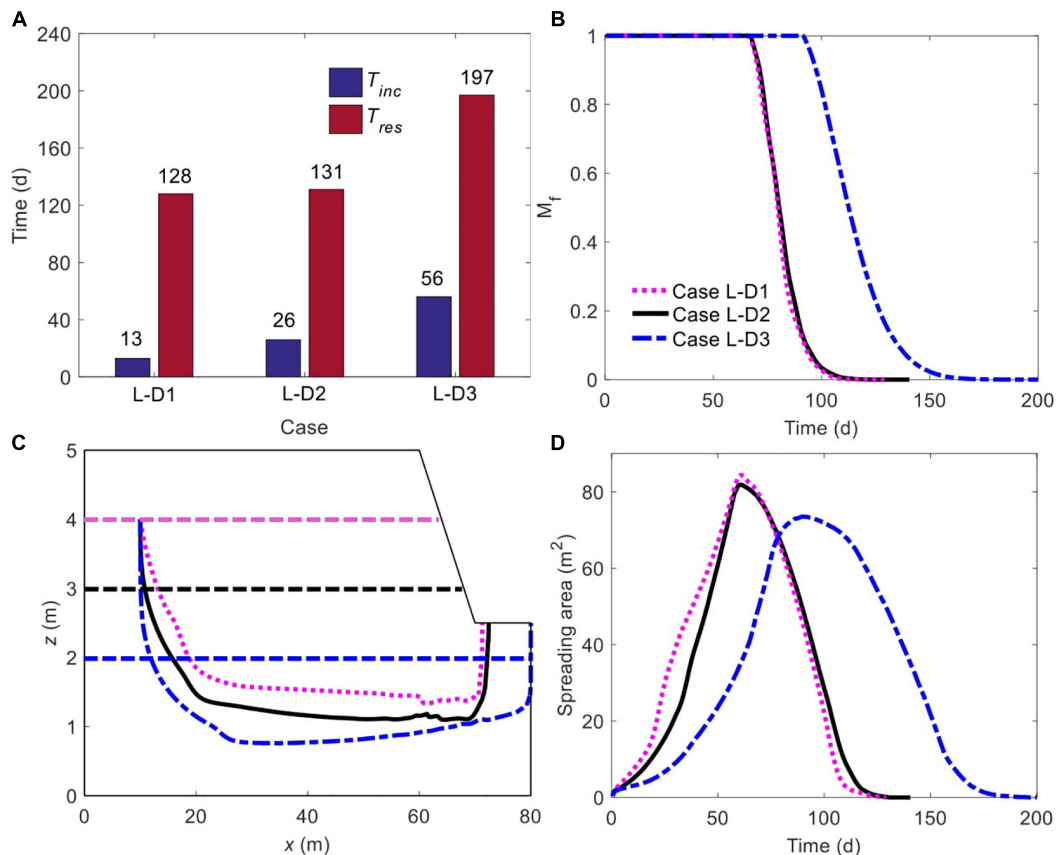 A
240
200
160
120
80
40
0
Time (d)
T_inc
T_res
13
128
26
131
56
197
L-D1
L-D2
L-D3
Case
B
1
0.8
0.6
0.4
0.2
0
M_f
Case L-D1
Case L-D2
Case L-D3
0
50
100
150
200
Time (d)
C
5
4
3
2
1
0
z (m)
0
20
40
60
80
x (m)
D
80
60
40
20
0
Spreading area (m²)
0
50
100
150
200
Time (d)